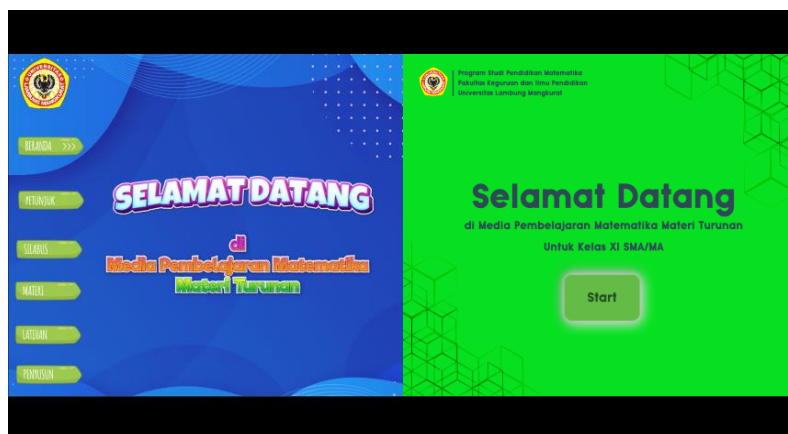 BERANDA >>>
PETUNJUK
SILABUS
MATERI
LATIHAN
PENYUSUN
SELAMAT DATANG
di
Media Pembelajaran Matematika
Materi Turunan
Program Studi Pendidikan Matematika
Fakultas Keguruan dan Ilmu Pendidikan
Universitas Lambung Mangkurat
Selamat Datang
di Media Pembelajaran Matematika Materi Turunan
Untuk Kelas XI SMA/MA
Start